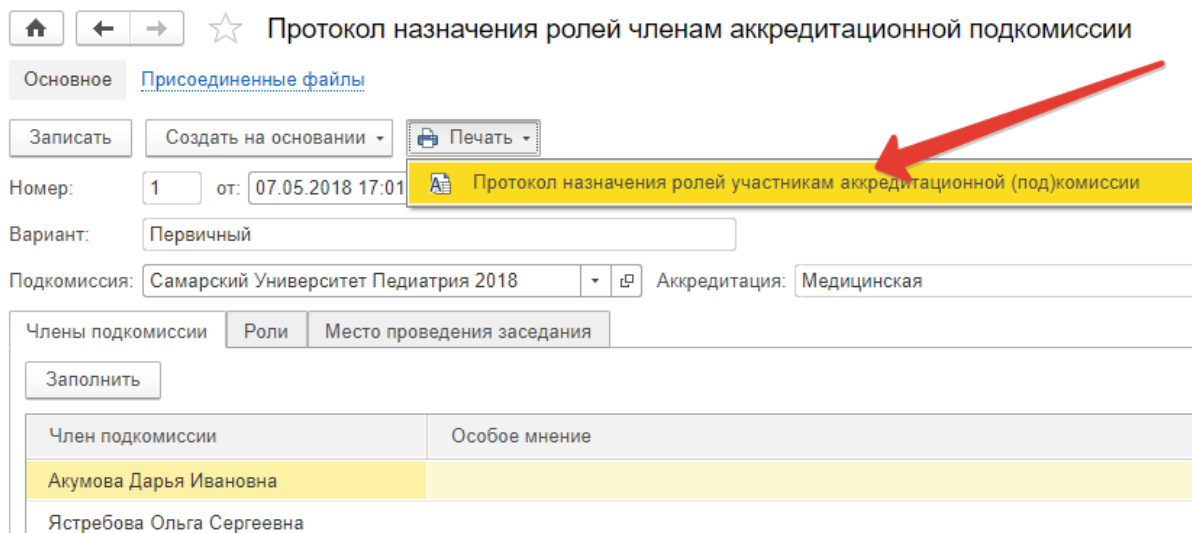 Протокол назначения ролей членам аккредитационной подкомиссии
Основное Присоединенные файлы
Записать Создать на основании Печать
Протокол назначения ролей участникам аккредитационной (под)комиссии
Номер: 1 от: 07.05.2018 17:01
Вариант: Первичный
Подкомиссия: Самарский Университет Педиатрия 2018 Аккредитация: Медицинская
Члены подкомиссии Роли Место проведения заседания
Заполнить
Член подкомиссии Особое мнение
Акумова Дарья Ивановна
Ястребова Ольга Сергеевна